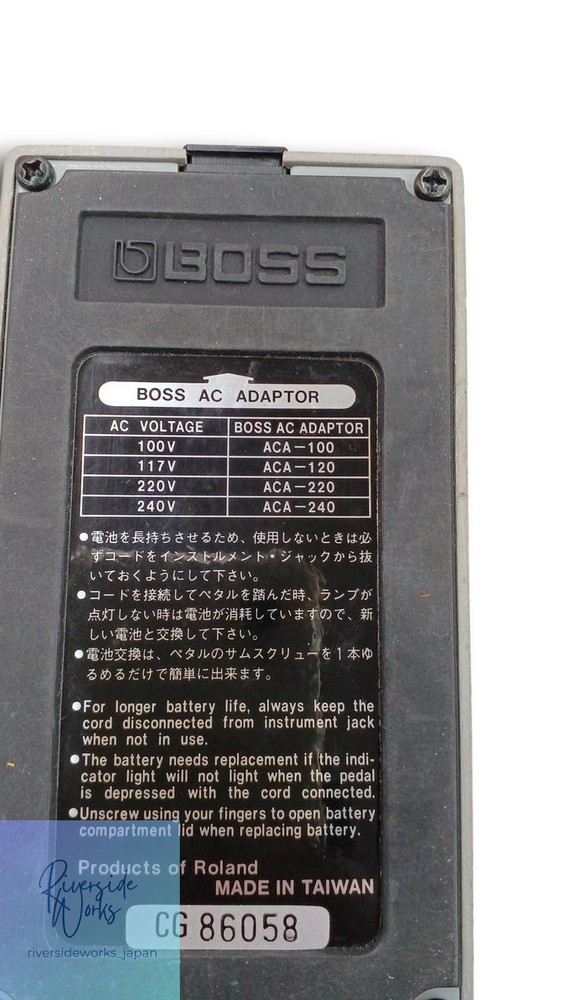 BOSS
BOSS AC ADAPTOR
AC VOLTAGE BOSS AC ADAPTOR
100V ACA-100
117V ACA-120
220V ACA-220
240V ACA-240
●電池を長持ちさせるため、使用しないときは必
ずコードをインストルメント・ジャックから抜
いておくようにして下さい。
●コードを接続してペタルを踏んだ時、ランプが
点灯しない時は電池が消耗していますので、新
しい電池と交換して下さい。
●電池交換は、ペタルのサムスクリューを1本ゆ
るめるだけで簡単に出来ます。
●For longer battery life, always keep the
cord disconnected from instrument jack
when not in use.
●The battery needs replacement if the indi-
cator light will not light when the pedal
is depressed with the cord connected.
●Unscrew using your fingers to open battery
compartment lid when replacing battery.
Products of Roland
MADE IN TAIWAN
CG 86058
Riverside
Works
riversideworks_japan